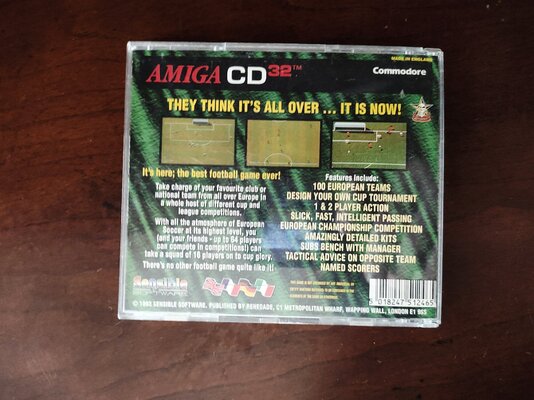 MADE IN ENGLAND
AMIGA CD32™
Commodore
THEY THINK IT'S ALL OVER ... IT IS NOW!
It's here; the best football game ever!
Take charge of your favourite club or
national team from all over Europe in
a whole host of different cup and
league competitions.
With all the atmosphere of European
Soccer at its highest level, you
(and your friends - up to 64 players
can compete in competitions) can
take a squad of 16 players on to cup glory.
There's no other football game quite like it!
Features include:
100 EUROPEAN TEAMS
DESIGN YOUR OWN CUP TOURNAMENT
1 & 2 PLAYER ACTION
SLICK, FAST, INTELLIGENT PASSING
EUROPEAN CHAMPIONSHIP COMPETITION
AMAZINGLY DETAILED KITS
SUBS BENCH WITH MANAGER
TACTICAL ADVICE ON OPPOSITE TEAM
NAMED SCORERS
sensible
SOFTWARE
5 018247 512465
© 1993 SENSIBLE SOFTWARE. PUBLISHED BY RENEGADE, C1 METROPOLITAN WHARF, WAPPING WALL, LONDON E1 9SS